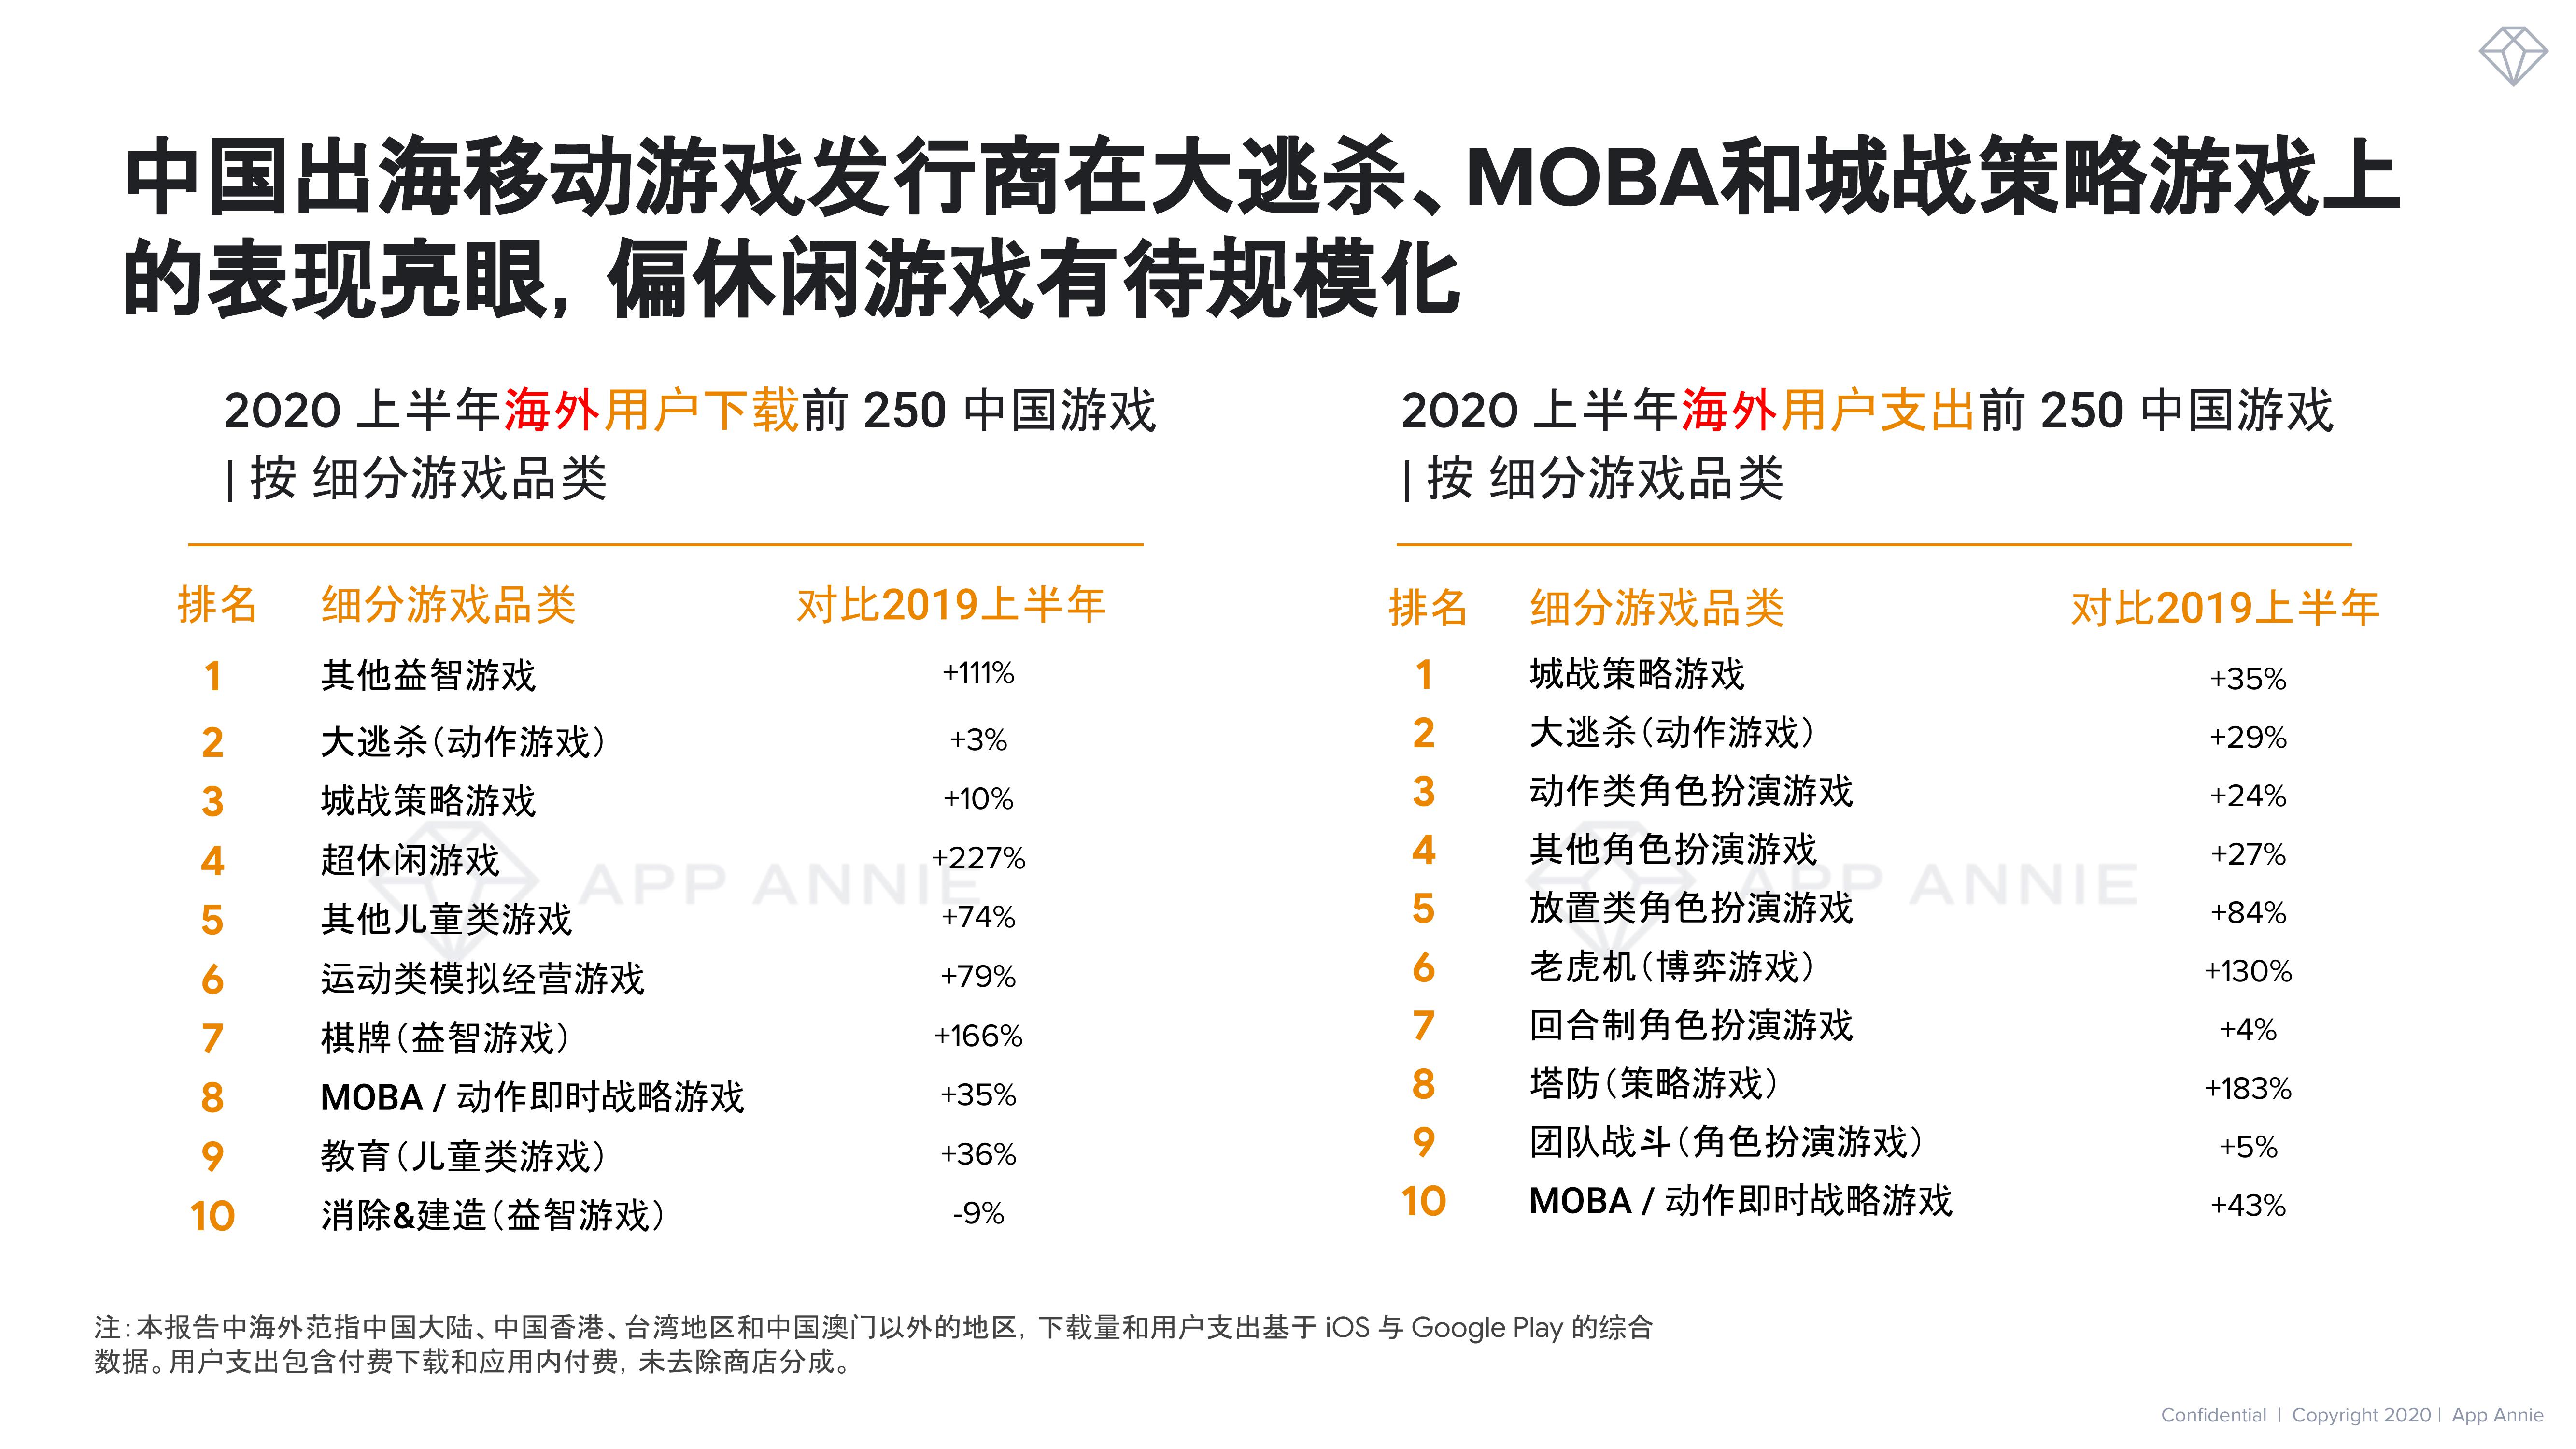 中国出海移动游戏发行商在大逃杀、MOBA和城战策略游戏上
的表现亮眼，偏休闲游戏有待规模化
2020 上半年海外用户下载前 250 中国游戏
| 按 细分游戏品类
排名 细分游戏品类 对比2019上半年
1 其他益智游戏 +111%
2 大逃杀（动作游戏） +3%
3 城战策略游戏 +10%
4 超休闲游戏 +227%
5 其他儿童类游戏 +74%
6 运动类模拟经营游戏 +79%
7 棋牌（益智游戏） +166%
8 MOBA / 动作即时战略游戏 +35%
9 教育（儿童类游戏） +36%
10 消除&建造（益智游戏） -9%
2020 上半年海外用户支出前 250 中国游戏
| 按 细分游戏品类
排名 细分游戏品类 对比2019上半年
1 城战策略游戏 +35%
2 大逃杀（动作游戏） +29%
3 动作类角色扮演游戏 +24%
4 其他角色扮演游戏 +27%
5 放置类角色扮演游戏 +84%
6 老虎机（博弈游戏） +130%
7 回合制角色扮演游戏 +4%
8 塔防（策略游戏） +183%
9 团队战斗（角色扮演游戏） +5%
10 MOBA / 动作即时战略游戏 +43%
APP ANNIE
APP ANNIE
注：本报告中海外范指中国大陆、中国香港、台湾地区和中国澳门以外的地区，下载量和用户支出基于 iOS 与 Google Play 的综合
数据。用户支出包含付费下载和应用内付费，未去除商店分成。
Confidential | Copyright 2020 | App Annie